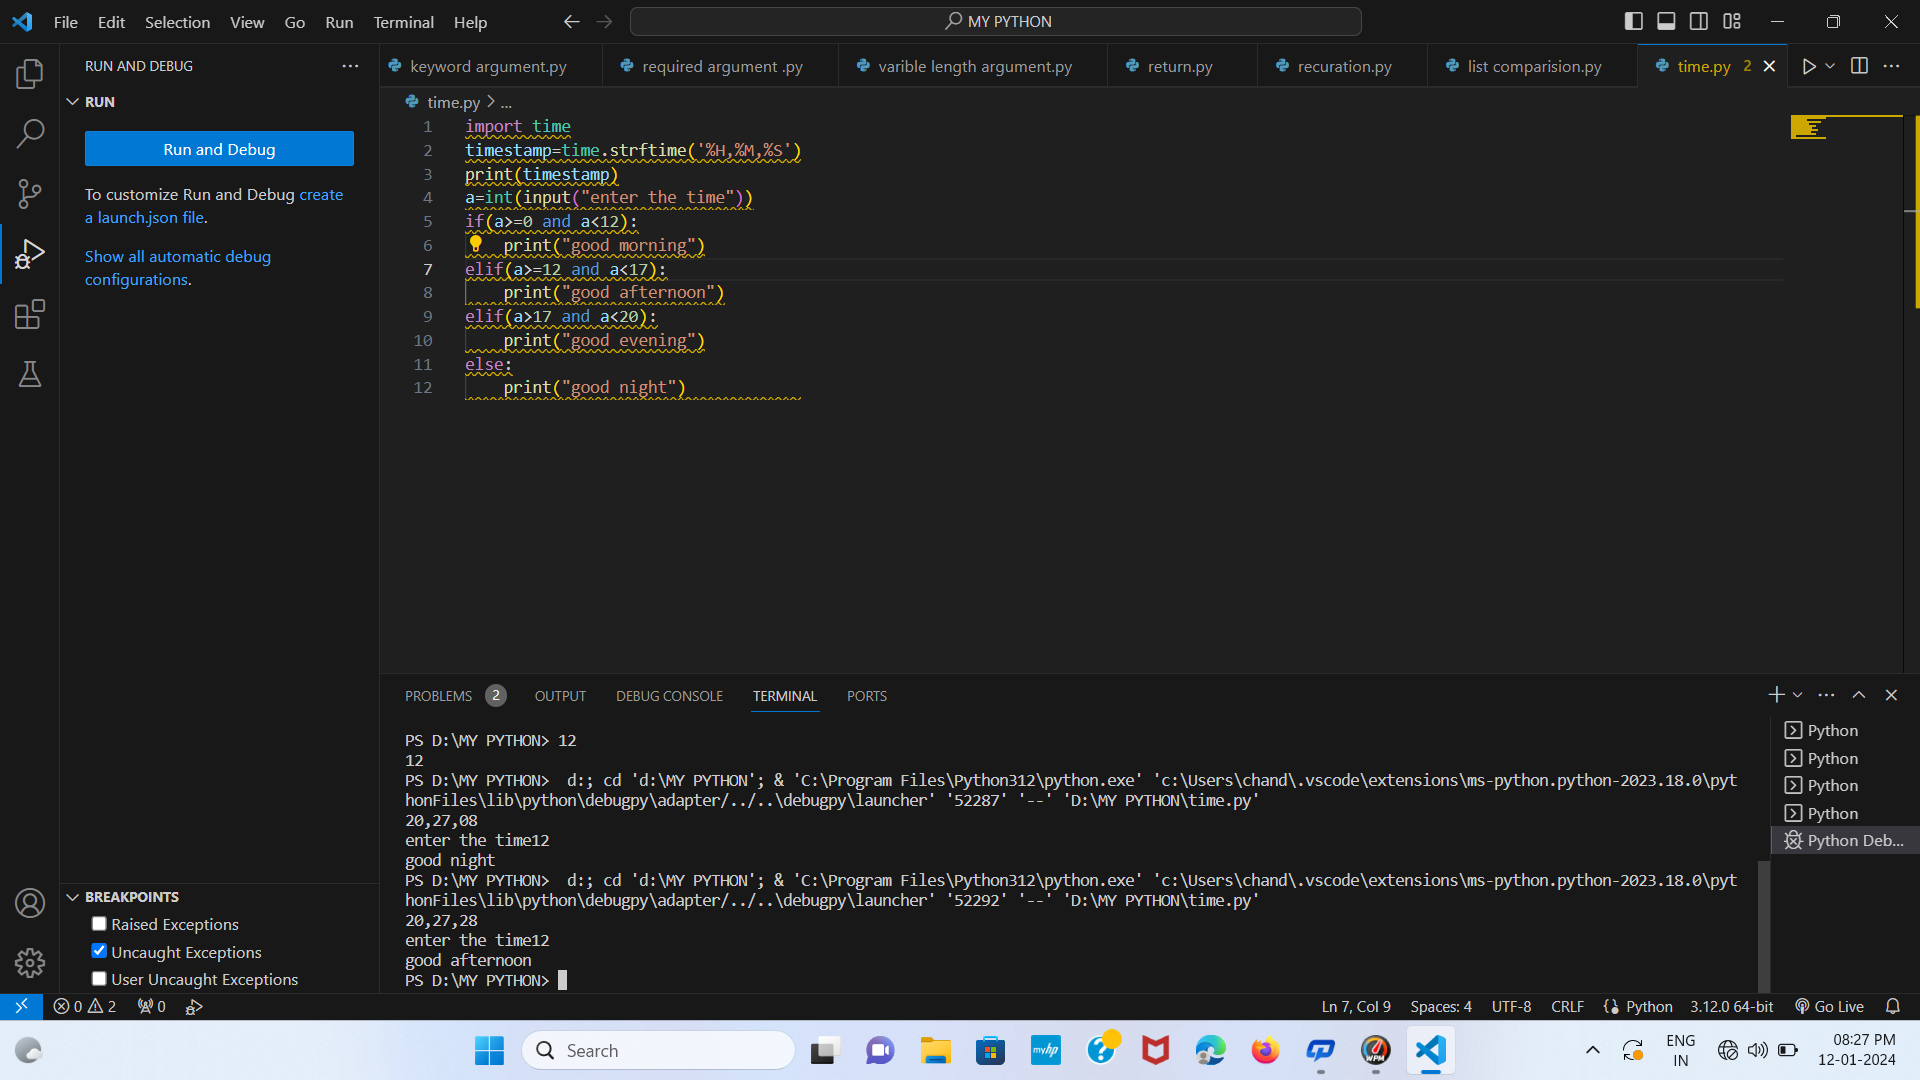 File Edit Selection View Go Run Terminal Help
MY PYTHON
RUN AND DEBUG
RUN
Run and Debug
To customize Run and Debug create
a launch.json file.
Show all automatic debug
configurations.
BREAKPOINTS
Raised Exceptions
Uncaught Exceptions
User Uncaught Exceptions
keyword argument.py required argument .py varible length argument.py return.py recuration.py list comparision.py time.py 2
time.py > ...
1 import time
2 timestamp=time.strftime('%H,%M,%S')
3 print(timestamp)
4 a=int(input("enter the time"))
5 if(a>=0 and a<12):
6 print("good morning")
7 elif(a>=12 and a<17):
8 print("good afternoon")
9 elif(a>17 and a<20):
10 print("good evening")
11 else:
12 print("good night")
PROBLEMS 2 OUTPUT DEBUG CONSOLE TERMINAL PORTS
PS D:\MY PYTHON> 12
12
PS D:\MY PYTHON>  d:; cd 'd:\MY PYTHON'; & 'C:\Program Files\Python312\python.exe' 'c:\Users\chand\.vscode\extensions\ms-python.python-2023.18.0\pyt
honFiles\lib\python\debugpy\adapter/../..\debugpy\launcher' '52287' '--' 'D:\MY PYTHON\time.py'
20,27,08
enter the time12
good night
PS D:\MY PYTHON>  d:; cd 'd:\MY PYTHON'; & 'C:\Program Files\Python312\python.exe' 'c:\Users\chand\.vscode\extensions\ms-python.python-2023.18.0\pyt
honFiles\lib\python\debugpy\adapter/../..\debugpy\launcher' '52292' '--' 'D:\MY PYTHON\time.py'
20,27,28
enter the time12
good afternoon
PS D:\MY PYTHON>
Python
Python
Python
Python
Python Deb...
0 2 0 Ln 7, Col 9 Spaces: 4 UTF-8 CRLF Python 3.12.0 64-bit Go Live
Search
myhp
WPM
ENG
IN
08:27 PM
12-01-2024